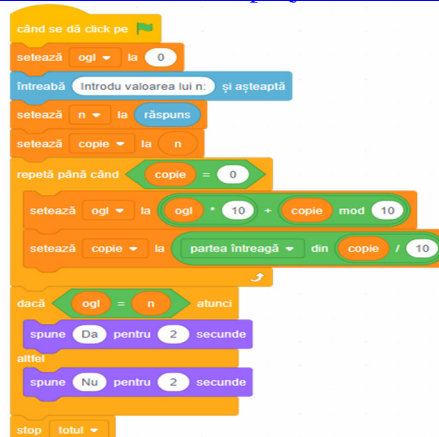 când se dă click pe
setează ogl la 0
întreabă Introdu valoarea lui n: și așteaptă
setează n la răspuns
setează copie la n
repetă până când copie = 0
setează ogl la ogl * 10 + copie mod 10
setează copie la partea întreagă din copie / 10
dacă ogl = n atunci
spune Da pentru 2 secunde
altfel
spune Nu pentru 2 secunde
stop totul